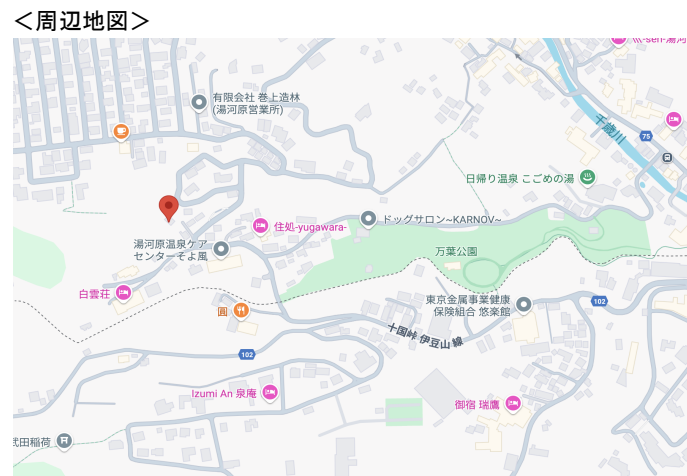 ＜周辺地図＞
有限会社 巻上造林
(湯河原営業所)
千歳川
75
日帰り温泉 こごめの湯
住処-yugawara-
ドッグサロン~KARNOV~
湯河原温泉ケア
センターそよ風
万葉公園
白雲荘
圓
東京金属事業健康
保険組合 悠楽館
102
十国峠 伊豆山 線
102
Izumi An 泉庵
御宿 瑞鷹
武田稲荷